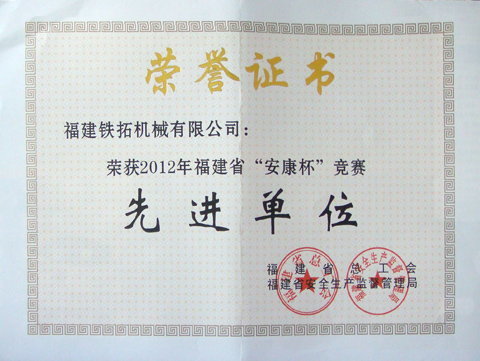 荣誉证书
福建铁拓机械有限公司:
荣获2012年福建省“安康杯”竞赛
先进单位
福建省总工会
福建省安全生产监督管理局